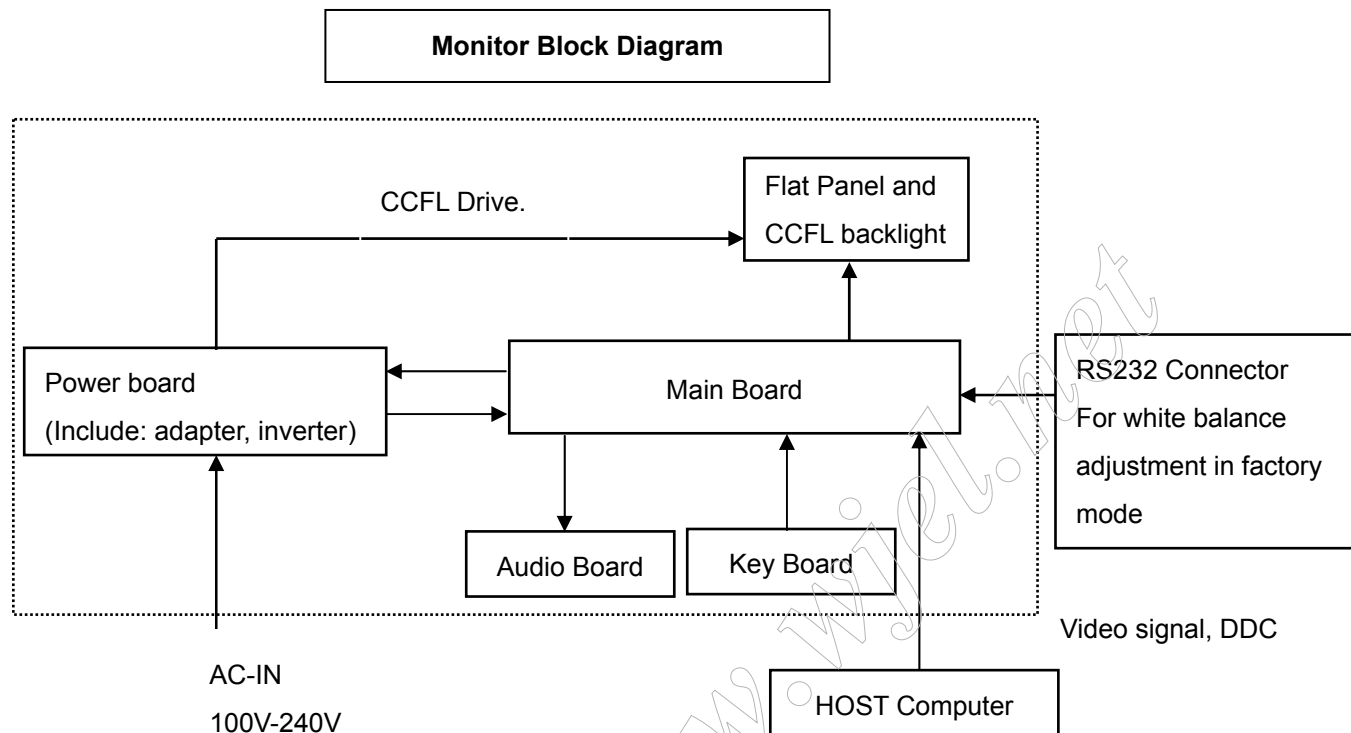 Monitor Block Diagram
CCFL Drive.
Flat Panel and
CCFL backlight
Power board
(Include: adapter, inverter)
Main Board
RS232 Connector
For white balance
adjustment in factory
mode
Audio Board
Key Board
Video signal, DDC
AC-IN
100V-240V
HOST Computer
w.wjel.net